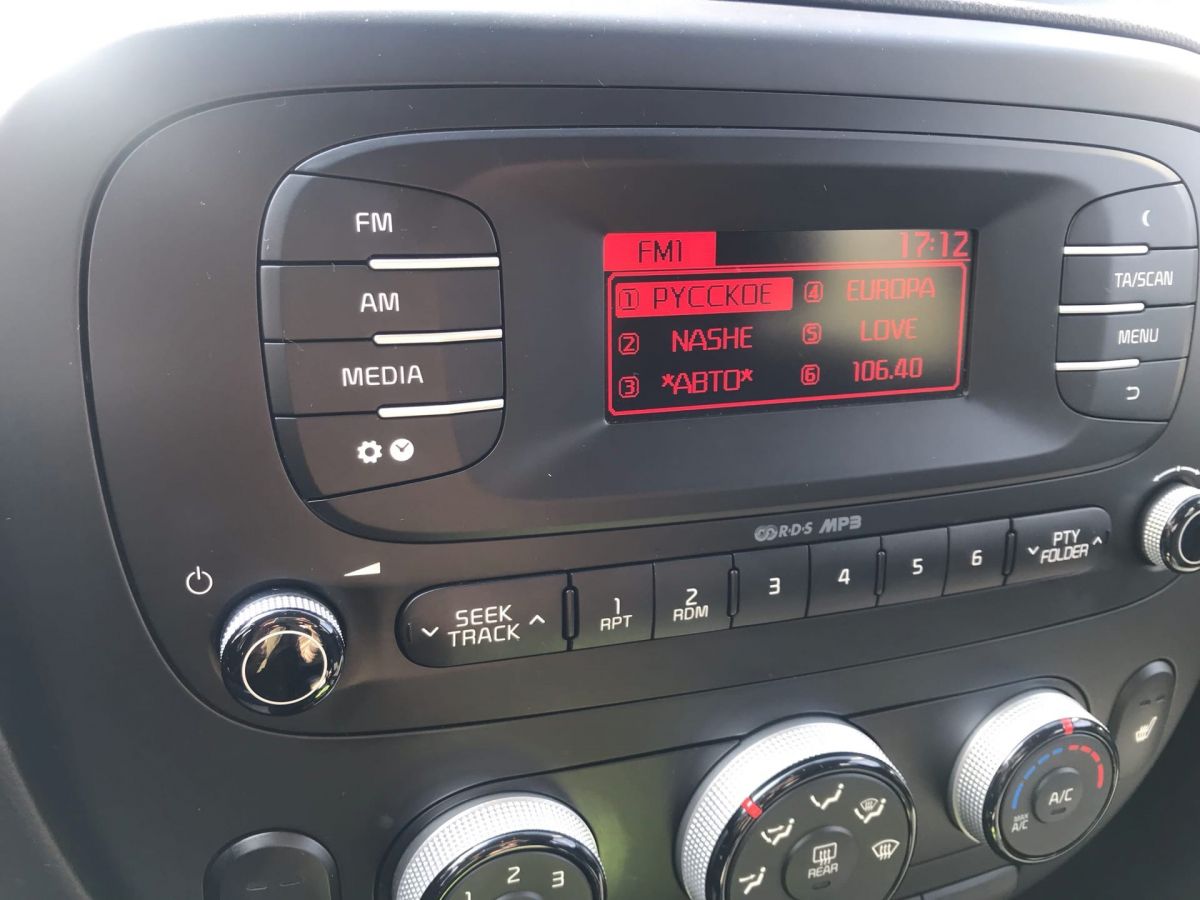 FM
AM
MEDIA
FM1 17:12
1 РУССКОЕ 4 EUROPA
2 NASHE 5 LOVE
3 *АВТО* 6 106.40
TA/SCAN
MENU
R·D·S MP3
SEEK
TRACK
1
RPT
2
RDM
3
4
5
6
PTY
FOLDER
1 2 3
REAR
A/C
MAX
A/C